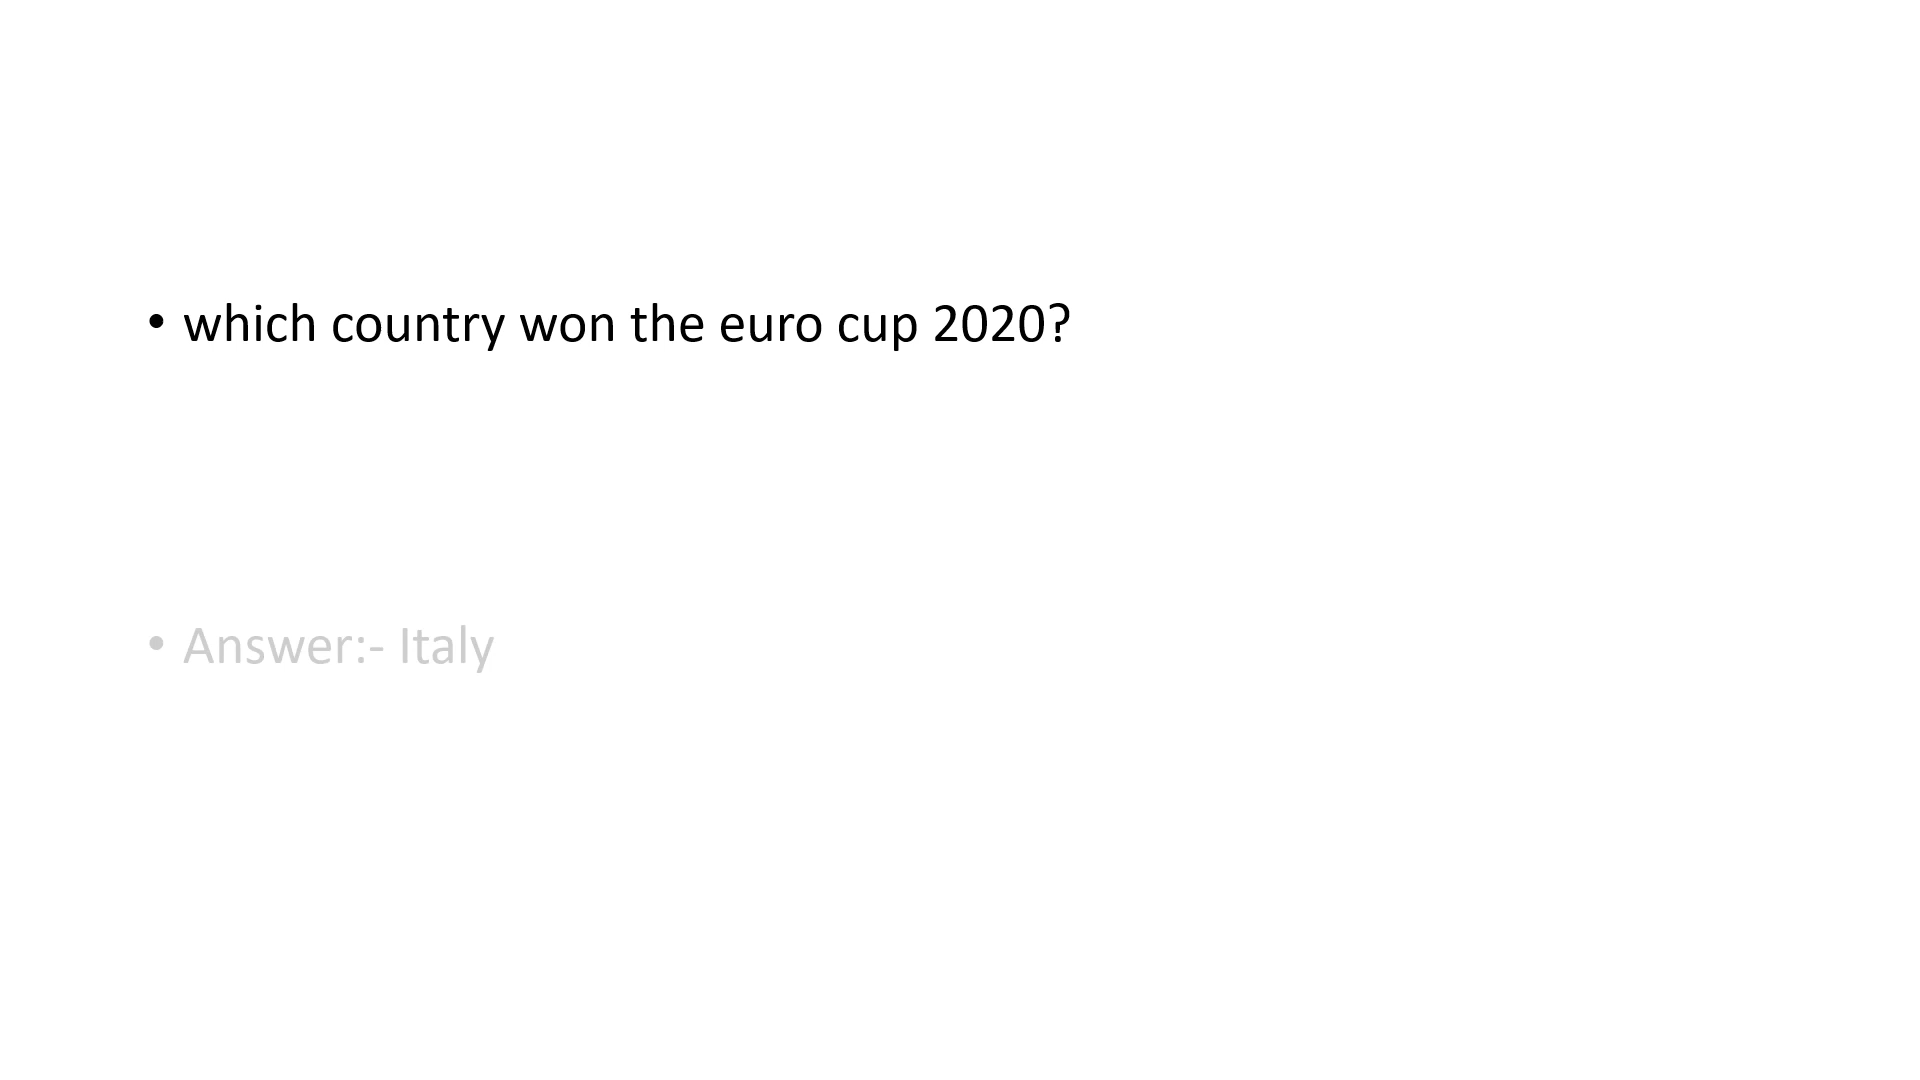 • which country won the euro cup 2020?
• Answer:- Italy